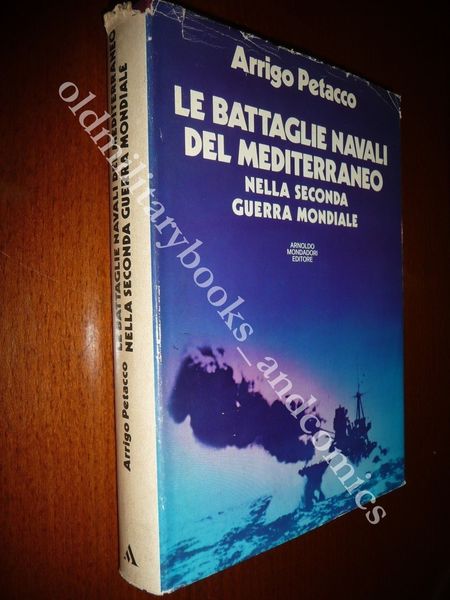 Arrigo Petacco
LE BATTAGLIE NAVALI
DEL MEDITERRANEO
NELLA SECONDA
GUERRA MONDIALE
ARNOLDO
MONDADORI
EDITORE
Arrigo Petacco
LE BATTAGLIE NAVALI DEL MEDITERRANEO
NELLA SECONDA GUERRA MONDIALE
oldmilitarybooks_andcomics